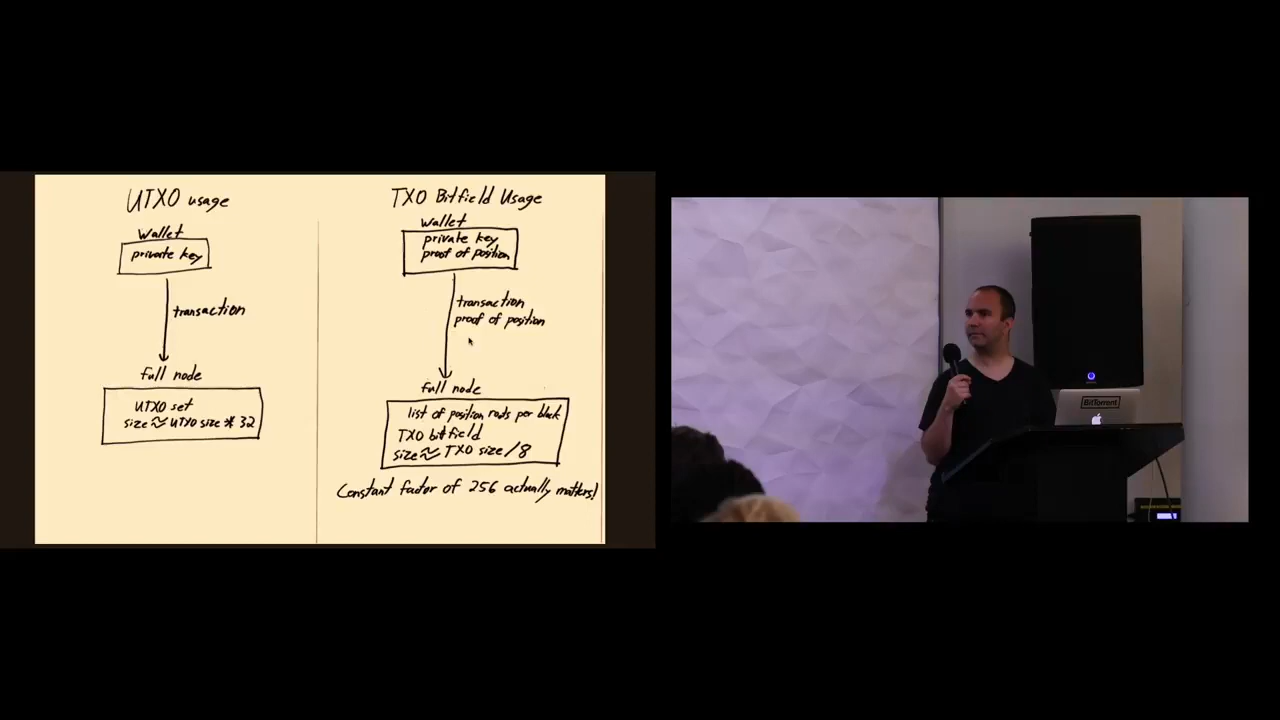 UTXO usage
wallet
private key
transaction
full node
UTXO set
size ≈ UTXO size * 32
TXO Bitfield Usage
wallet
private key
proof of position
transaction
proof of position
full node
list of position roots per block
TXO bitfield
size ≈ TXO size / 8
Constant factor of 256 actually matters!
BitTorrent